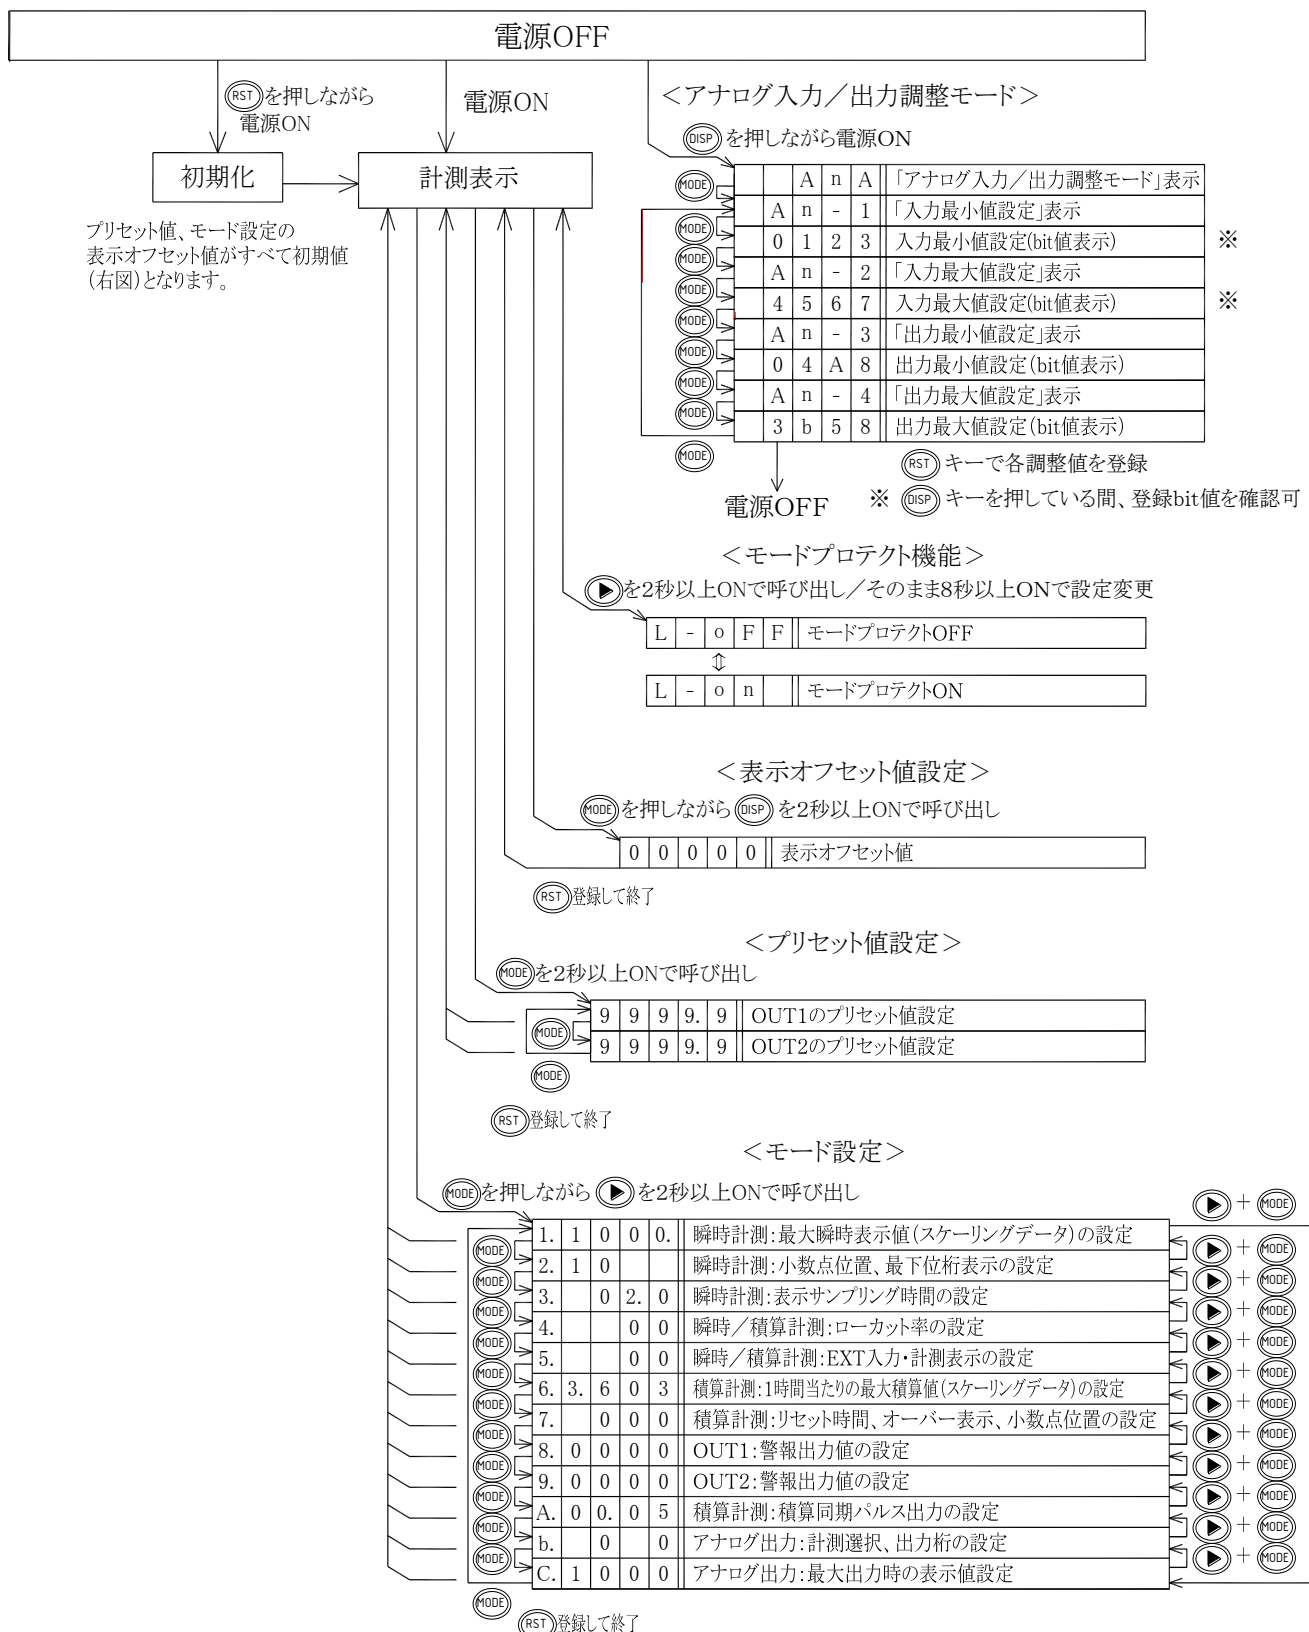 電源OFF
RSTを押しながら
電源ON
電源ON
＜アナログ入力／出力調整モード＞
DISPを押しながら電源ON
初期化
計測表示
プリセット値、モード設定の
表示オフセット値がすべて初期値
(右図)となります。
MODE A n A 「アナログ入力／出力調整モード」表示
A n - 1 「入力最小値設定」表示
MODE 0 1 2 3 入力最小値設定(bit値表示) ※
MODE A n - 2 「入力最大値設定」表示
MODE 4 5 6 7 入力最大値設定(bit値表示) ※
MODE A n - 3 「出力最小値設定」表示
MODE 0 4 A 8 出力最小値設定(bit値表示)
MODE A n - 4 「出力最大値設定」表示
MODE 3 b 5 8 出力最大値設定(bit値表示)
MODE
RST キーで各調整値を登録
電源OFF
※ DISP キーを押している間、登録bit値を確認可
＜モードプロテクト機能＞
▶を2秒以上ONで呼び出し／そのまま8秒以上ONで設定変更
L - o F F モードプロテクトOFF
⇕
L - o n モードプロテクトON
＜表示オフセット値設定＞
MODEを押しながらDISPを2秒以上ONで呼び出し
0 0 0 0 0 表示オフセット値
RST登録して終了
＜プリセット値設定＞
MODEを2秒以上ONで呼び出し
9 9 9 9. 9 OUT1のプリセット値設定
MODE 9 9 9 9. 9 OUT2のプリセット値設定
MODE
RST登録して終了
＜モード設定＞
MODEを押しながら▶を2秒以上ONで呼び出し
▶ + MODE
1. 1 0 0 0. 瞬時計測:最大瞬時表示値(スケーリングデータ)の設定
MODE 2. 1 0 瞬時計測:小数点位置、最下位桁表示の設定 ▶ + MODE
MODE 3. 0 2. 0 瞬時計測:表示サンプリング時間の設定 ▶ + MODE
MODE 4. 0 0 瞬時／積算計測:ローカット率の設定 ▶ + MODE
MODE 5. 0 0 瞬時／積算計測:EXT入力・計測表示の設定 ▶ + MODE
MODE 6. 3. 6 0 3 積算計測:1時間当たりの最大積算値(スケーリングデータ)の設定 ▶ + MODE
MODE 7. 0 0 0 積算計測:リセット時間、オーバー表示、小数点位置の設定 ▶ + MODE
MODE 8. 0 0 0 0 OUT1:警報出力値の設定 ▶ + MODE
MODE 9. 0 0 0 0 OUT2:警報出力値の設定 ▶ + MODE
MODE A. 0 0. 0 5 積算計測:積算同期パルス出力の設定 ▶ + MODE
MODE b. 0 0 アナログ出力:計測選択、出力桁の設定 ▶ + MODE
MODE C. 1 0 0 0 アナログ出力:最大出力時の表示値設定 ▶ + MODE
MODE
RST登録して終了